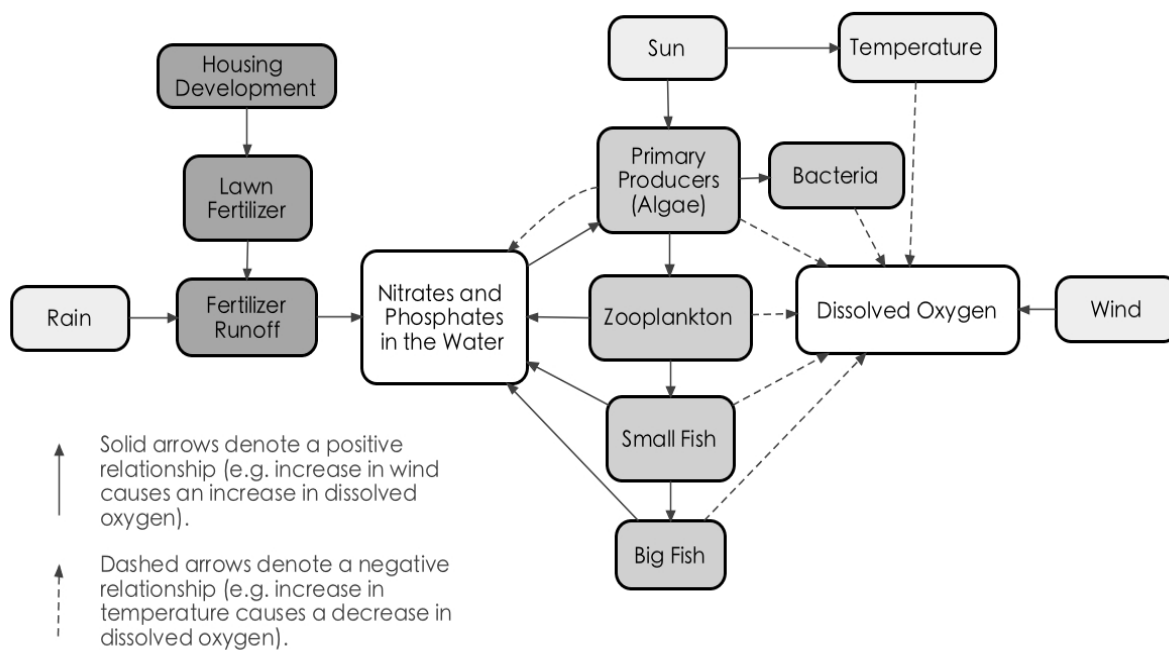 Housing
Development
Sun
Temperature
Lawn
Fertilizer
Primary
Producers
(Algae)
Bacteria
Rain
Fertilizer
Runoff
Nitrates and
Phosphates
in the Water
Zooplankton
Dissolved Oxygen
Wind
Small Fish
Big Fish
Solid arrows denote a positive
relationship (e.g. increase in wind
causes an increase in dissolved
oxygen).
Dashed arrows denote a negative
relationship (e.g. increase in
temperature causes a decrease in
dissolved oxygen).